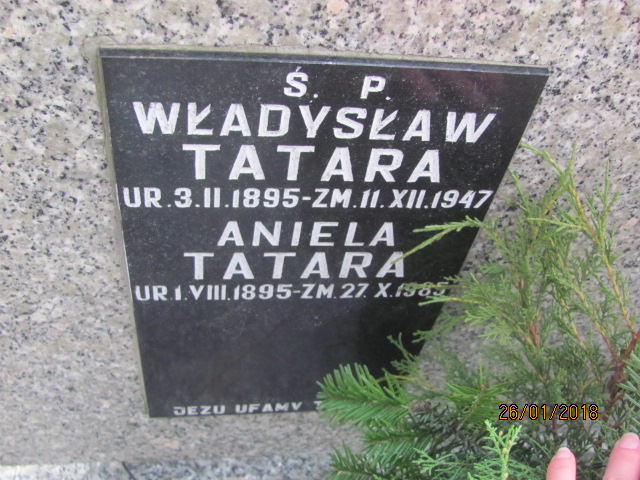 Ś. P.
WŁADYSŁAW
TATARA
UR.3.II.1895-ZM.11.XII.1947
ANIELA
TATARA
UR.1.VIII.1895-ZM.27.X.1985
JEZU UFAMY
26/01/2018